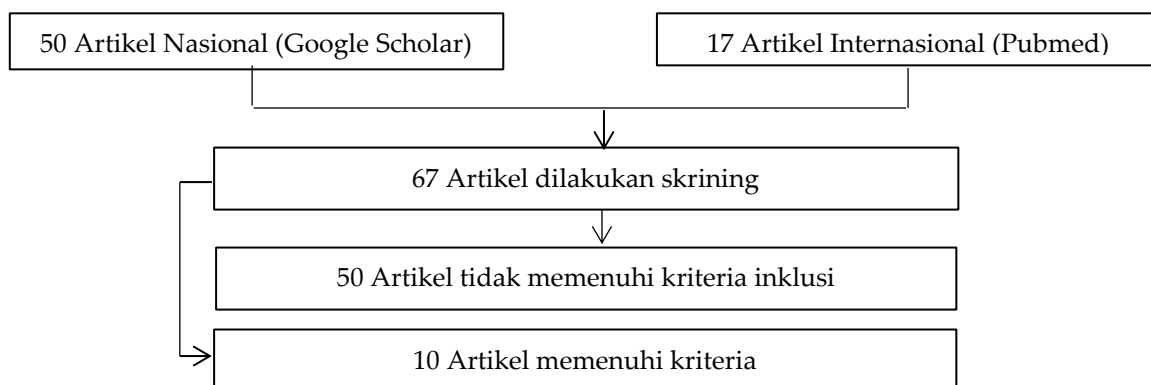 50 Artikel Nasional (Google Scholar)
17 Artikel Internasional (Pubmed)
67 Artikel dilakukan skrining
50 Artikel tidak memenuhi kriteria inklusi
10 Artikel memenuhi kriteria